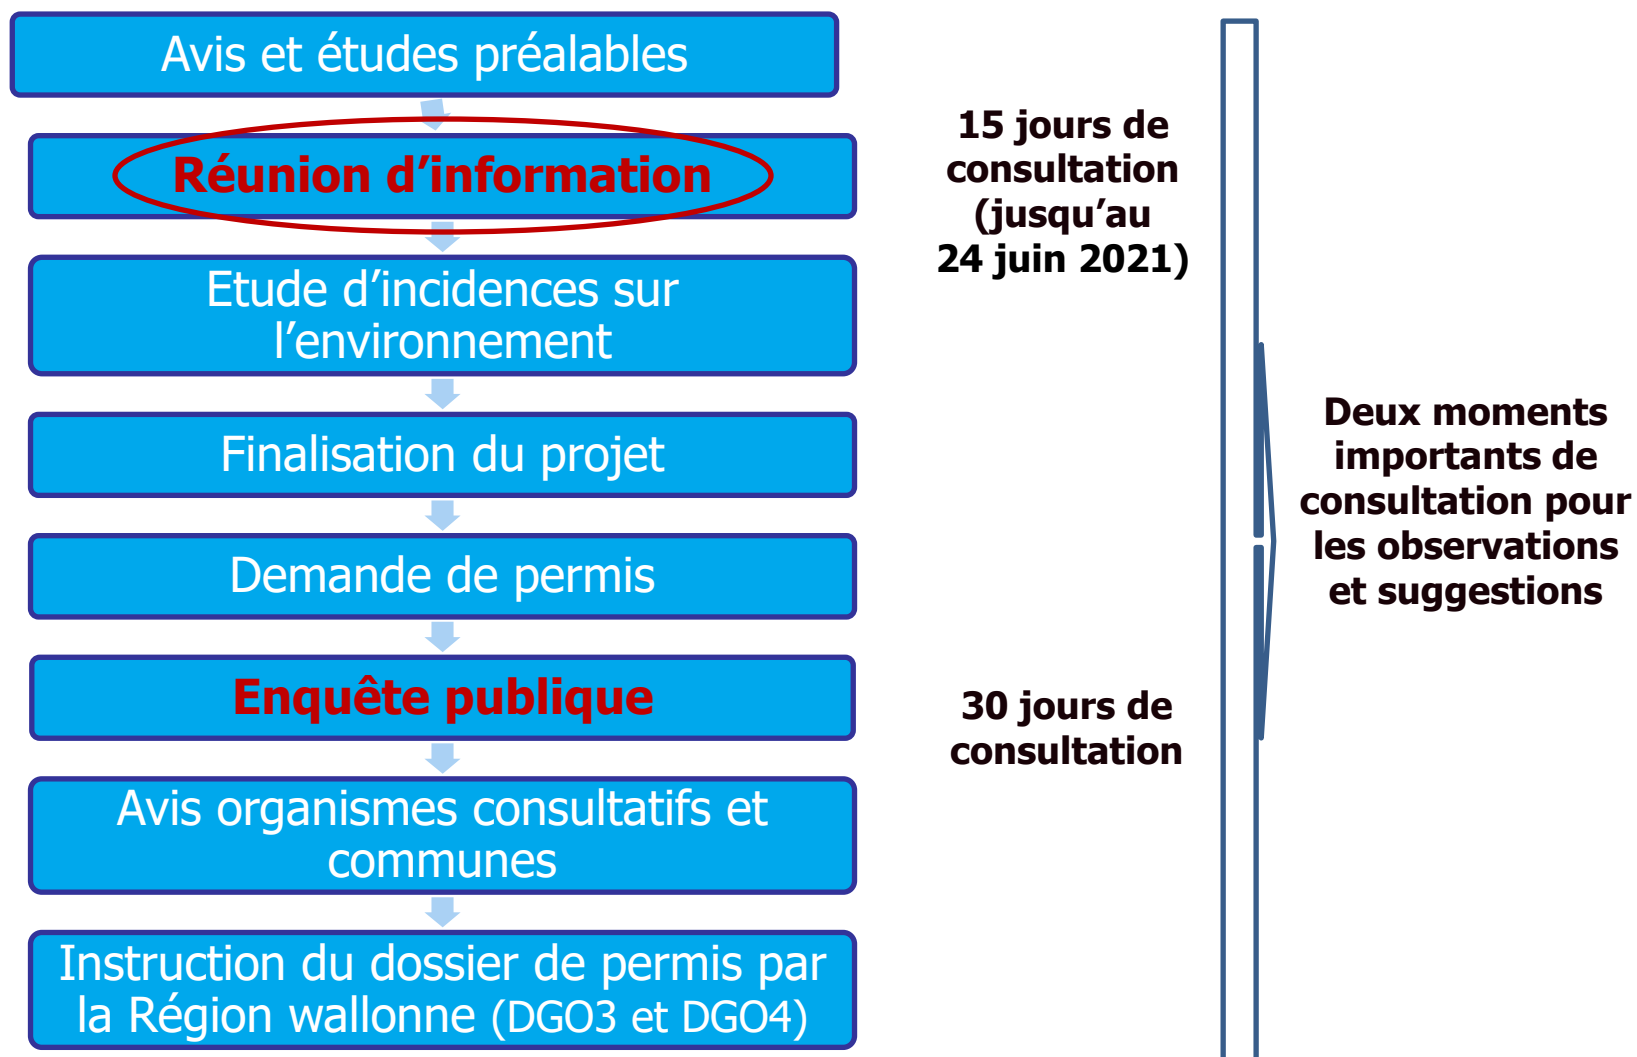 Avis et études préalables
Réunion d’information
15 jours de
consultation
(jusqu’au
24 juin 2021)
Etude d’incidences sur
l’environnement
Finalisation du projet
Deux moments
importants de
consultation pour
les observations
et suggestions
Demande de permis
Enquête publique
30 jours de
consultation
Avis organismes consultatifs et
communes
Instruction du dossier de permis par
la Région wallonne (DGO3 et DGO4)